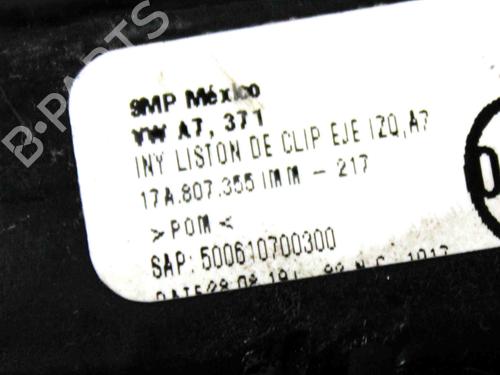 B-PARTS
SMP México
VW A7, 371
INY LISTON DE CLIP EJE IZQ,A7
17A.807.355 IMM - 217
>POM<
SAP: 500610700300